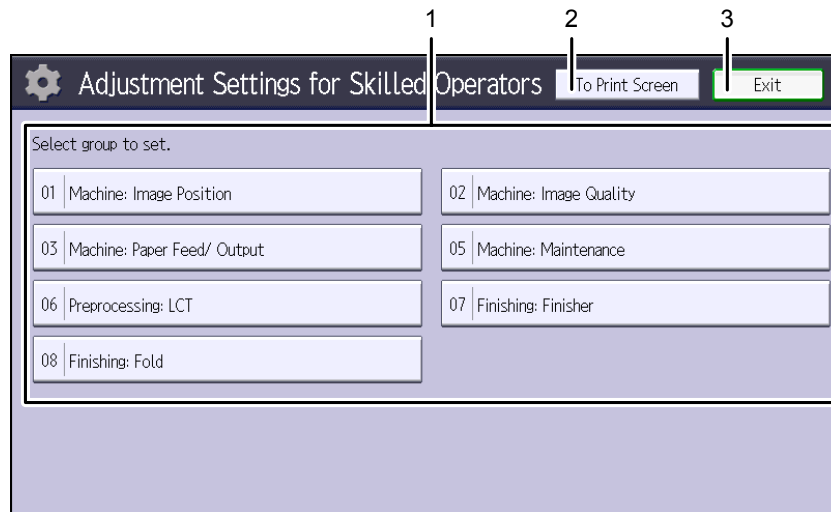 1 2 3
Adjustment Settings for Skilled Operators To Print Screen Exit
Select group to set.
01 Machine: Image Position 02 Machine: Image Quality
03 Machine: Paper Feed/ Output 05 Machine: Maintenance
06 Preprocessing: LCT 07 Finishing: Finisher
08 Finishing: Fold